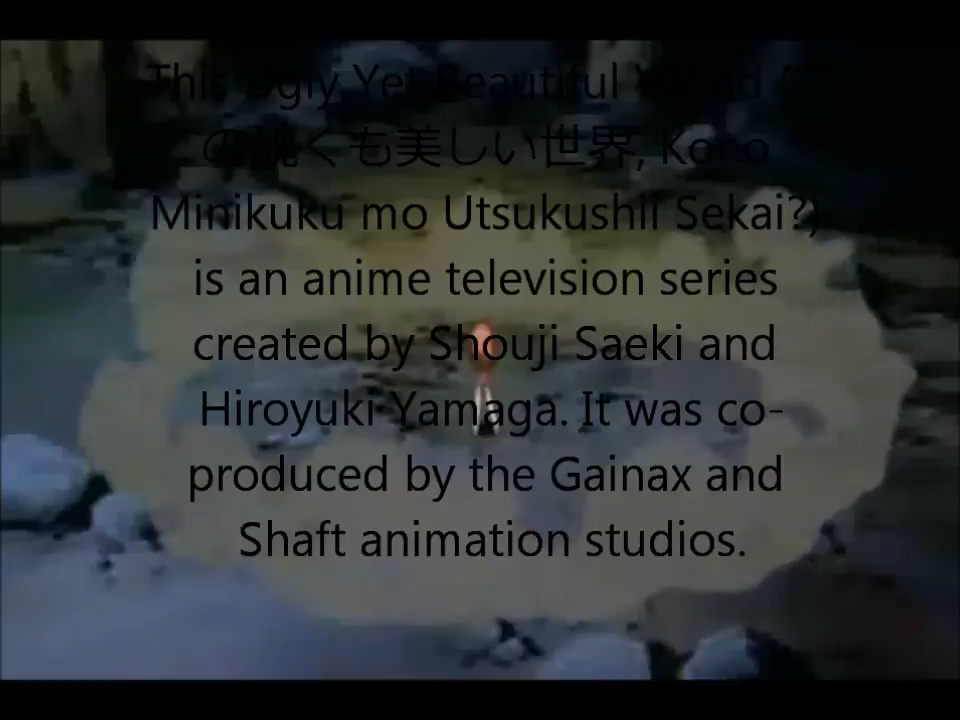 This Ugly Yet Beautiful World (
の醜くも美しい世界, Kono
Minikuku mo Utsukushii Sekai?)
is an anime television series
created by Shouji Saeki and
Hiroyuki Yamaga. It was co-
produced by the Gainax and
Shaft animation studios.